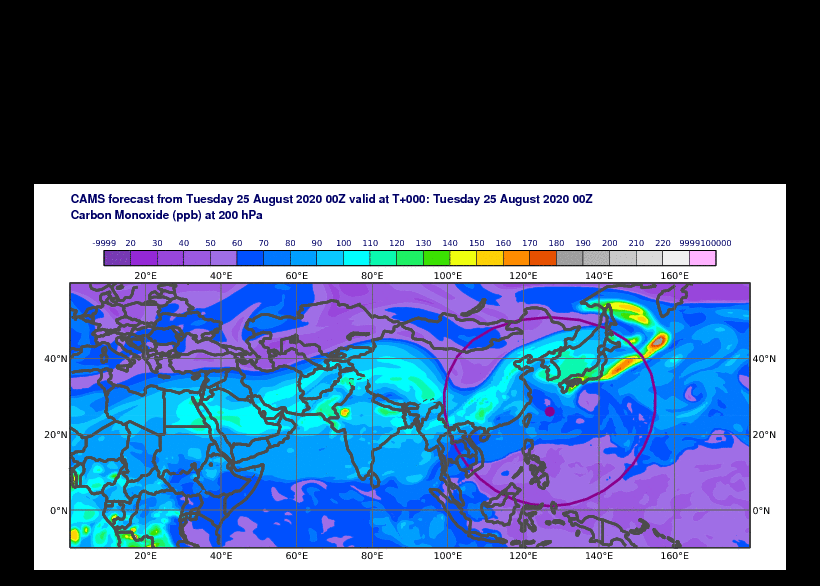 CAMS forecast from Tuesday 25 August 2020 00Z valid at T+000: Tuesday 25 August 2020 00Z
Carbon Monoxide (ppb) at 200 hPa
-9999 20 30 40 50 60 70 80 90 100 110 120 130 140 150 160 170 180 190 200 210 220 9999100000
20°E 40°E 60°E 80°E 100°E 120°E 140°E 160°E
40°N 40°N
20°N 20°N
0°N 0°N
20°E 40°E 60°E 80°E 100°E 120°E 140°E 160°E